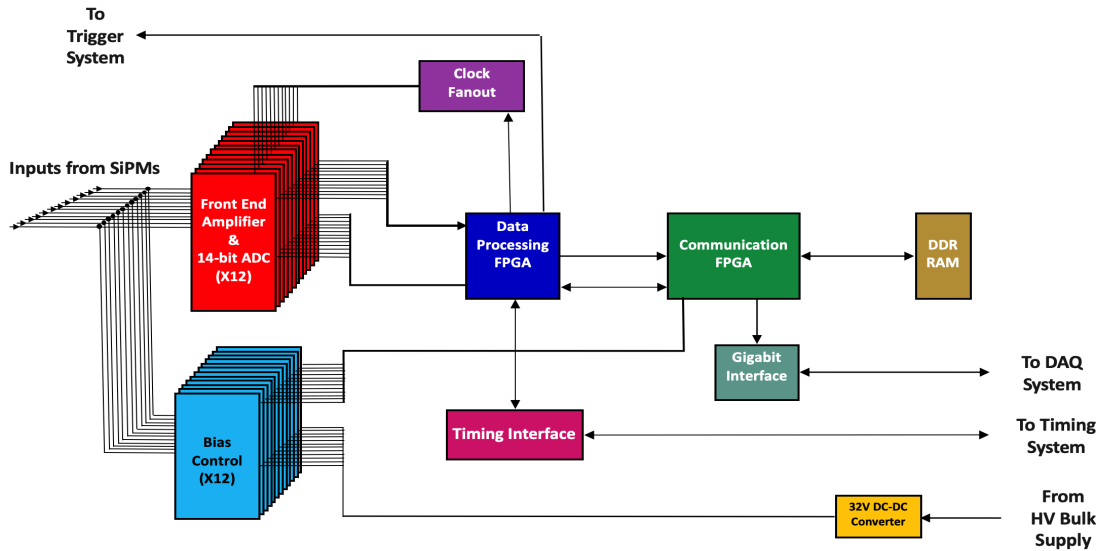 To
Trigger
System
Clock
Fanout
Inputs from SiPMs
Front End
Amplifier
&
14-bit ADC
(X12)
Data
Processing
FPGA
Communication
FPGA
DDR
RAM
Gigabit
Interface
To DAQ
System
Bias
Control
(X12)
Timing Interface
To Timing
System
32V DC-DC
Converter
From
HV Bulk
Supply